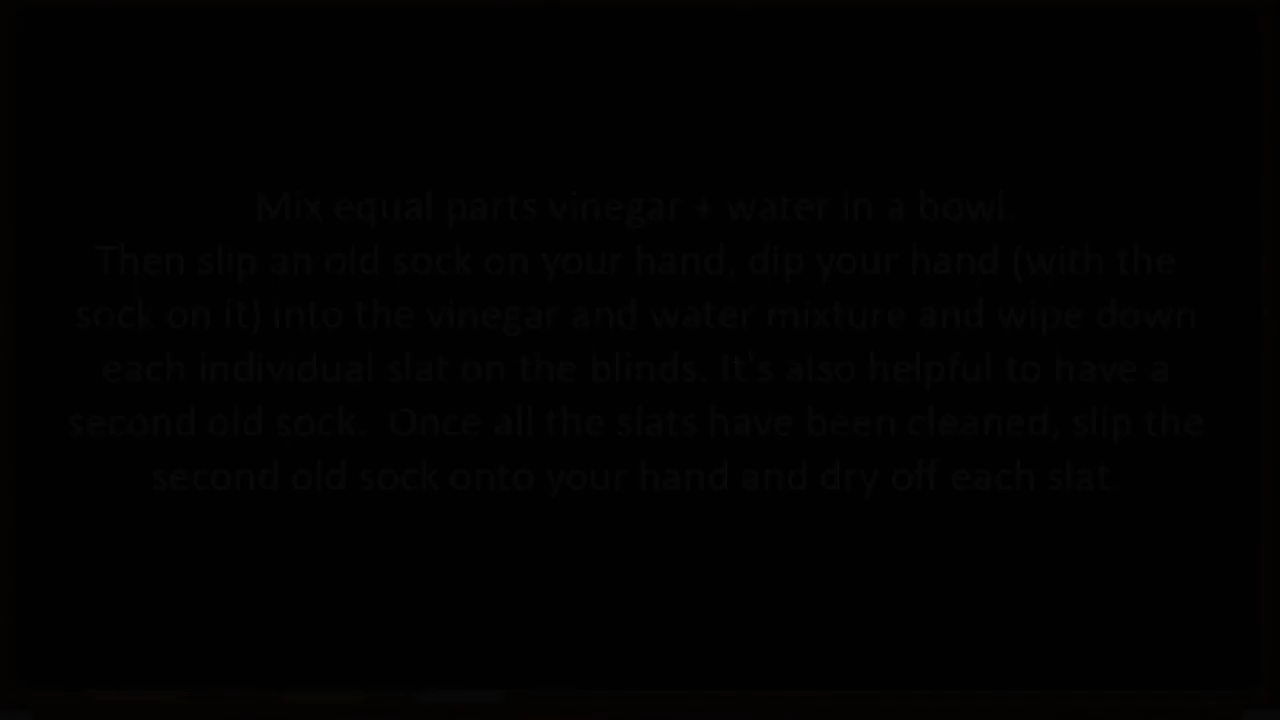 Mix equal parts vinegar + water in a bowl.
Then slip an old sock on your hand, dip your hand (with the
sock on it) into the vinegar and water mixture and wipe down
each individual slat on the blinds. It's also helpful to have a
second old sock.  Once all the slats have been cleaned, slip the
second old sock onto your hand and dry off each slat.